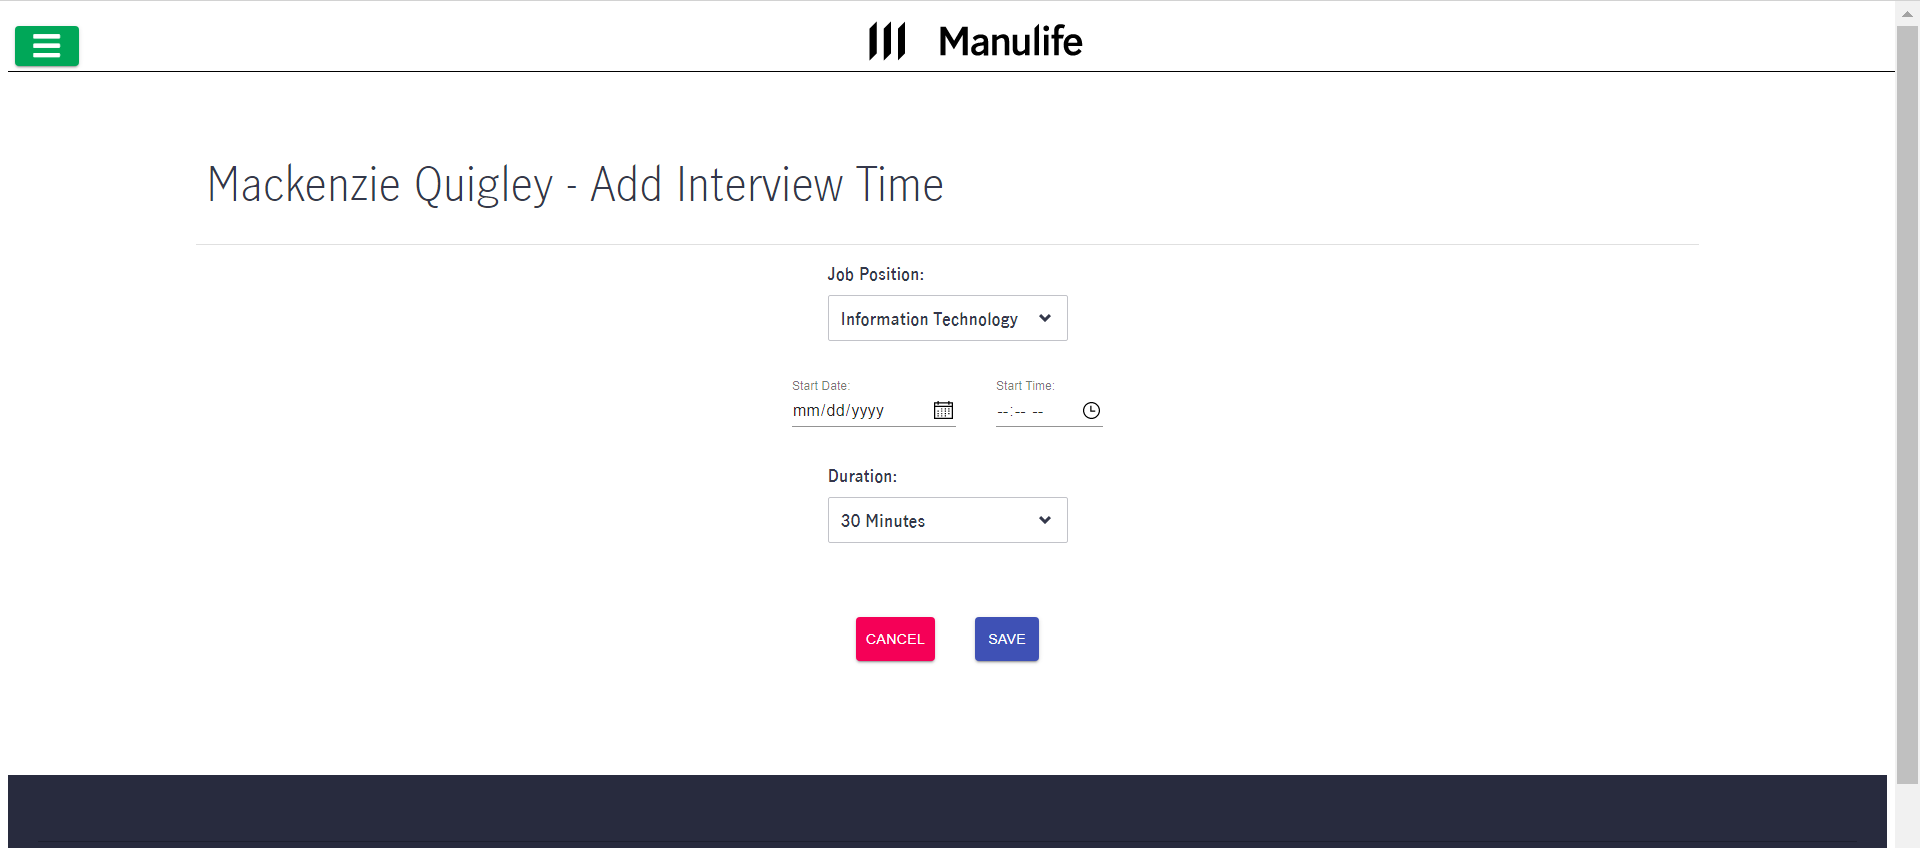 Manulife
Mackenzie Quigley - Add Interview Time
Job Position:
Information Technology
Start Date: Start Time:
mm/dd/yyyy --:-- --
Duration:
30 Minutes
CANCEL SAVE